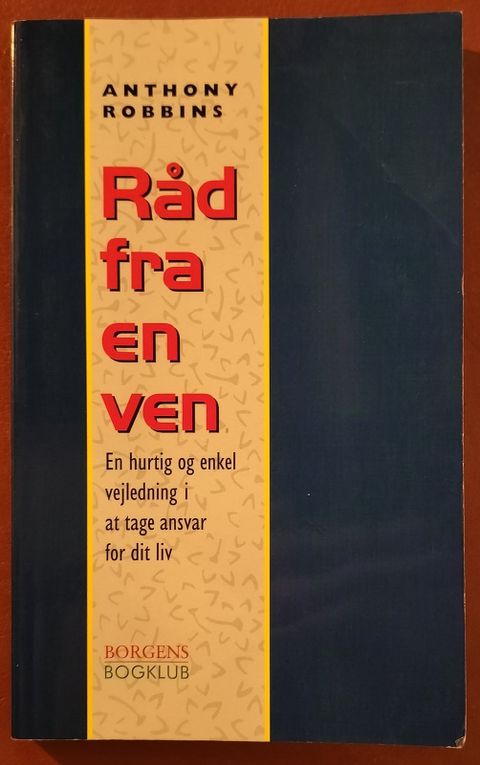 ANTHONY
ROBBINS
Råd
fra
en
ven
En hurtig og enkel
vejledning i
at tage ansvar
for dit liv
BORGENS
BOGKLUB